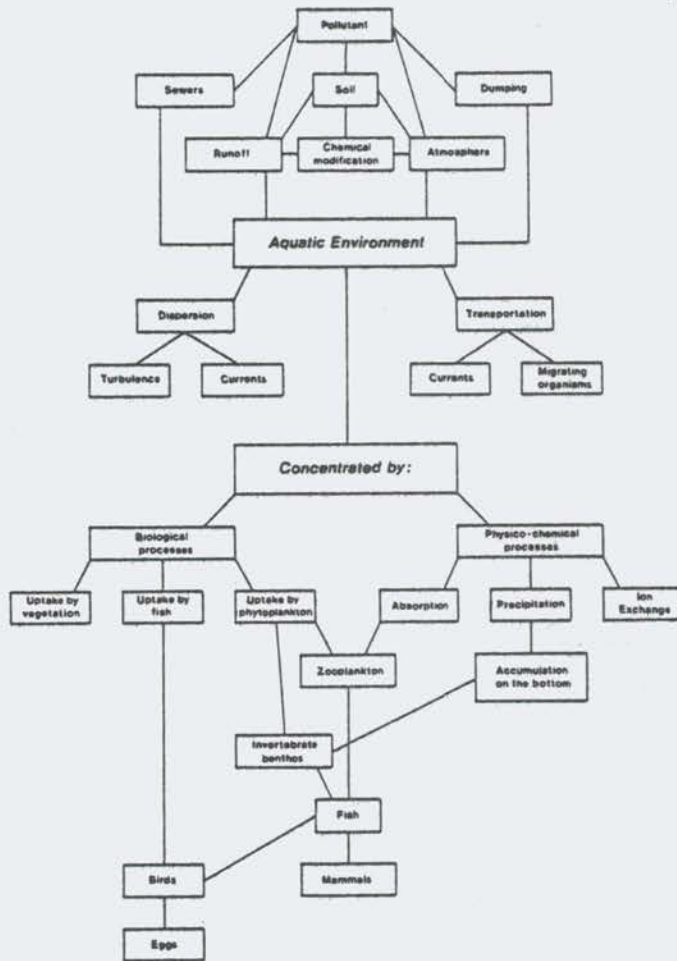 Pollutant
Sewers
Soil
Dumping
Runoff
Chemical
modification
Atmosphere
Aquatic Environment
Dispersion
Transportation
Turbulence
Currents
Currents
Migrating
organisms
Concentrated by:
Biological
processes
Physico-chemical
processes
Uptake by
vegetation
Uptake by
fish
Uptake by
phytoplankton
Absorption
Precipitation
Ion
Exchange
Zooplankton
Accumulation
on the bottom
Invertabrate
benthos
Fish
Birds
Mammals
Eggs